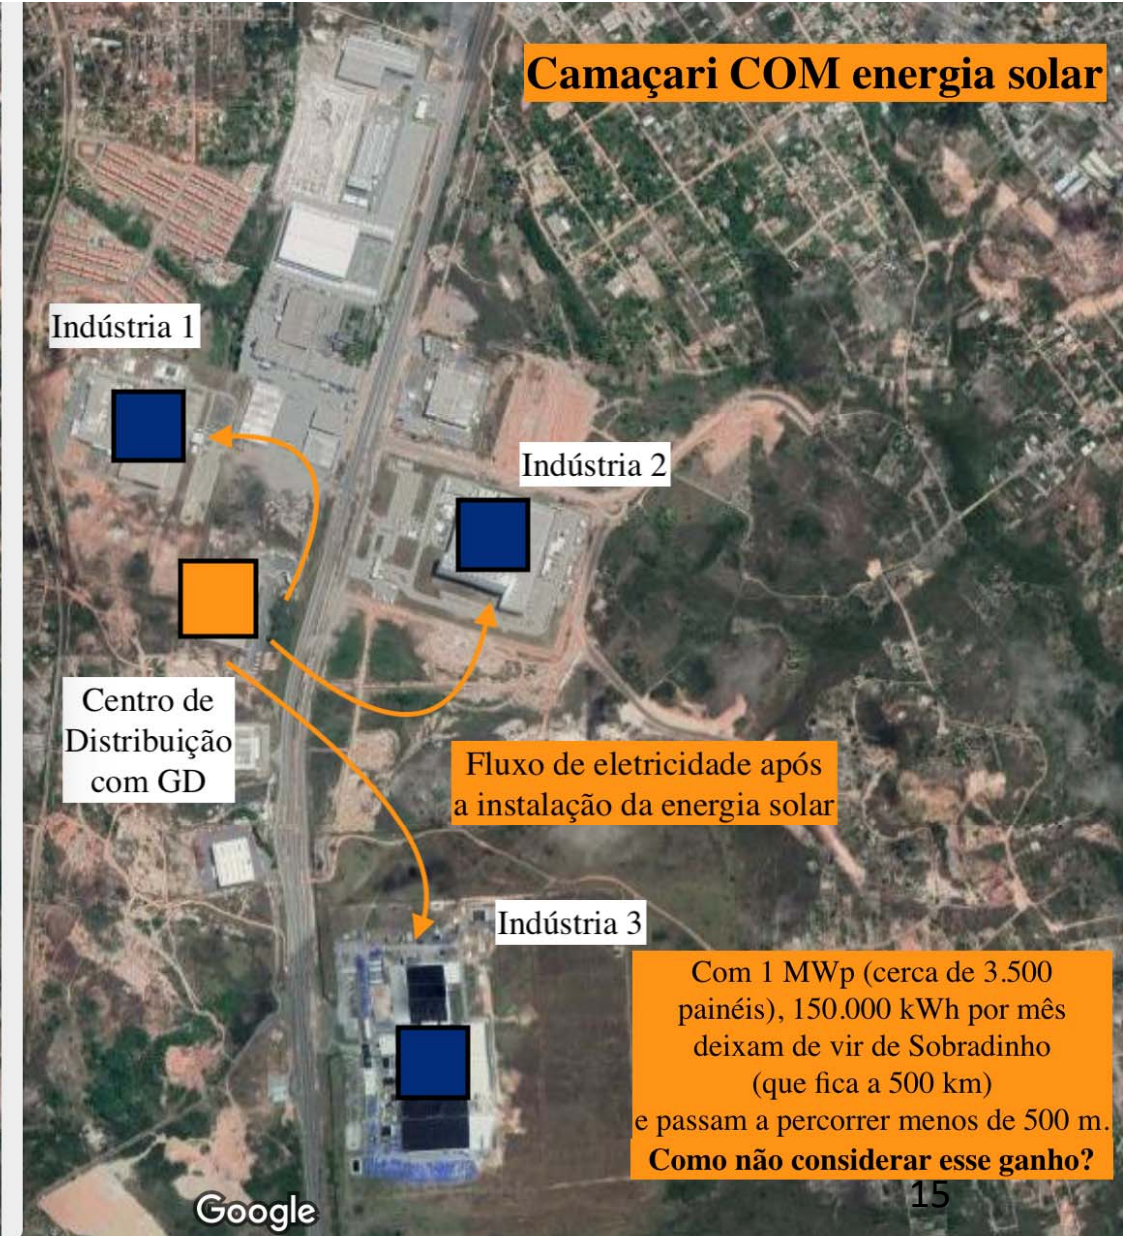 Camaçari COM energia solar
Indústria 1
Indústria 2
Centro de
Distribuição
com GD
Fluxo de eletricidade após
a instalação da energia solar
Indústria 3
Com 1 MWp (cerca de 3.500
painéis), 150.000 kWh por mês
deixam de vir de Sobradinho
(que fica a 500 km)
e passam a percorrer menos de 500 m.
Como não considerar esse ganho?
15
Google